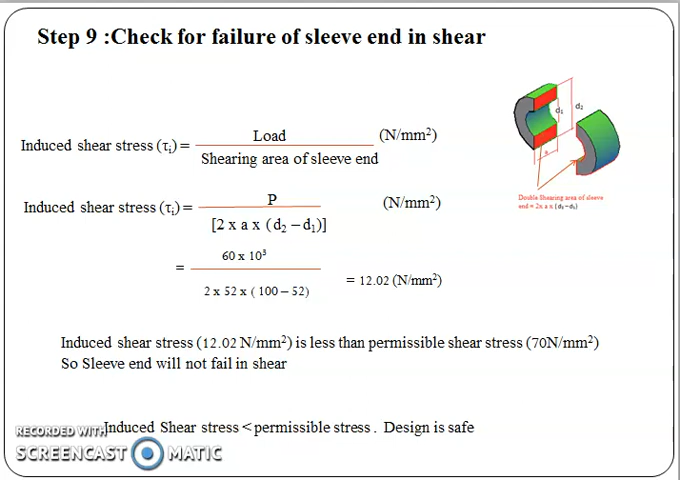 Step 9 :Check for failure of sleeve end in shear
d₁
d₂
a
Induced shear stress (τᵢ) = Load / Shearing area of sleeve end (N/mm²)
Double Shearing area of sleeve
end = 2x a x (d₂–d₁)
Induced shear stress (τᵢ) = P / [2 x a x (d₂ – d₁)] (N/mm²)
= 60 x 10³ / 2 x 52 x ( 100 – 52) = 12.02 (N/mm²)
Induced shear stress (12.02 N/mm²) is less than permissible shear stress (70N/mm²)
So Sleeve end will not fail in shear
Induced Shear stress < permissible stress . Design is safe
RECORDED WITH
SCREENCAST MATIC